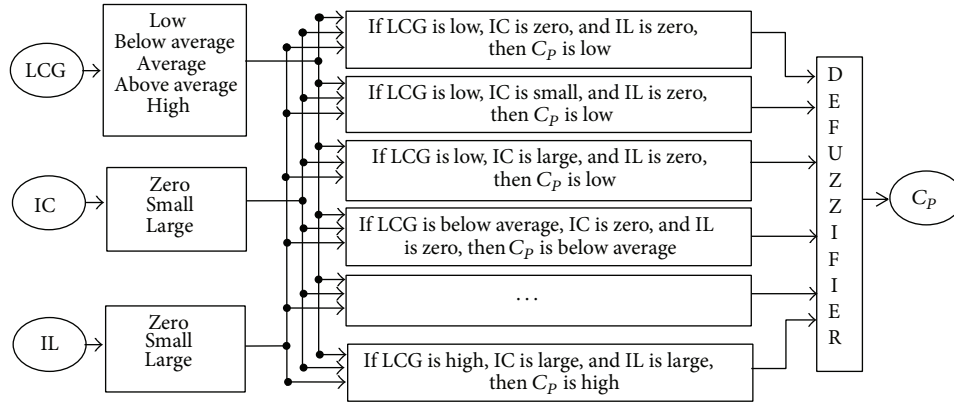 LCG
Low
Below average
Average
Above average
High
IC
Zero
Small
Large
IL
Zero
Small
Large
If LCG is low, IC is zero, and IL is zero,
then C_P is low
If LCG is low, IC is small, and IL is zero,
then C_P is low
If LCG is low, IC is large, and IL is zero,
then C_P is low
If LCG is below average, IC is zero, and IL
is zero, then C_P is below average
...
If LCG is high, IC is large, and IL is large,
then C_P is high
D
E
F
U
Z
Z
I
F
I
E
R
C_P